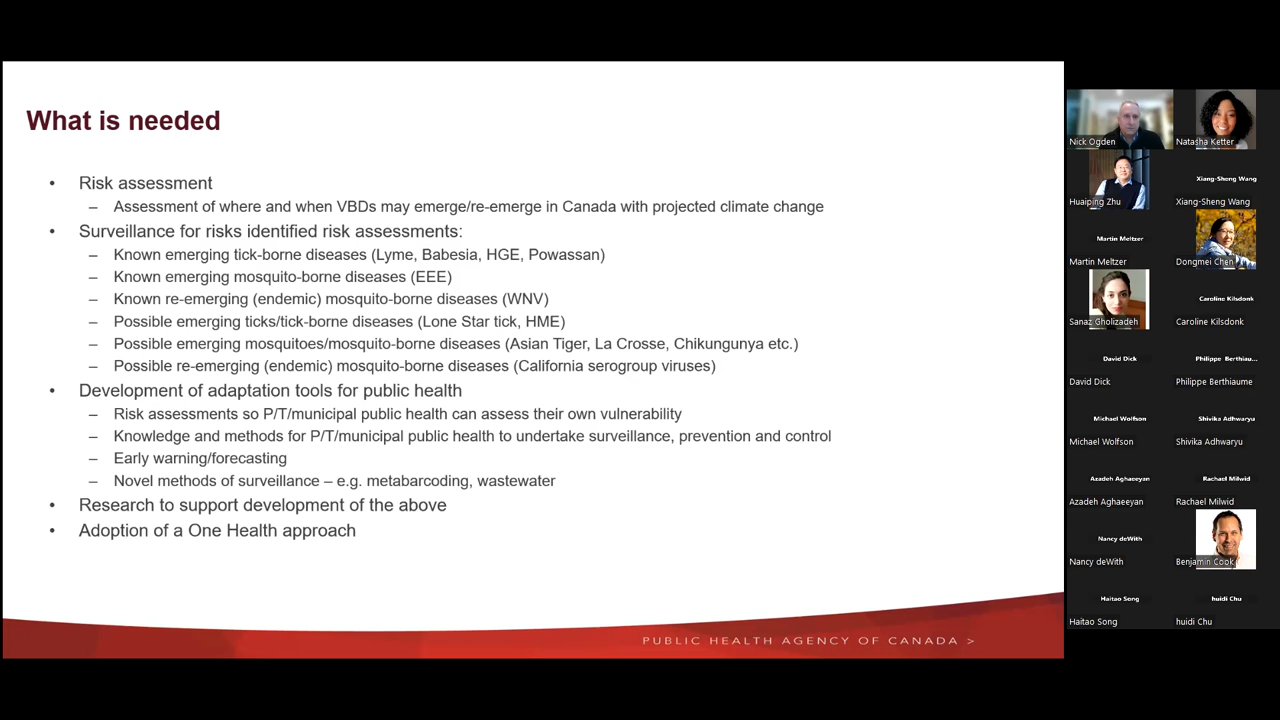 What is needed
• Risk assessment
– Assessment of where and when VBDs may emerge/re-emerge in Canada with projected climate change
• Surveillance for risks identified risk assessments:
– Known emerging tick-borne diseases (Lyme, Babesia, HGE, Powassan)
– Known emerging mosquito-borne diseases (EEE)
– Known re-emerging (endemic) mosquito-borne diseases (WNV)
– Possible emerging ticks/tick-borne diseases (Lone Star tick, HME)
– Possible emerging mosquitoes/mosquito-borne diseases (Asian Tiger, La Crosse, Chikungunya etc.)
– Possible re-emerging (endemic) mosquito-borne diseases (California serogroup viruses)
• Development of adaptation tools for public health
– Risk assessments so P/T/municipal public health can assess their own vulnerability
– Knowledge and methods for P/T/municipal public health to undertake surveillance, prevention and control
– Early warning/forecasting
– Novel methods of surveillance – e.g. metabarcoding, wastewater
• Research to support development of the above
• Adoption of a One Health approach
PUBLIC HEALTH AGENCY OF CANADA >
Nick Ogden
Natasha Ketter
Huaiping Zhu
Xiang-Sheng Wang
Xiang-Sheng Wang
Martin Meltzer
Martin Meltzer
Dongmei Chen
Sanaz Gholizadeh
Caroline Kilsdonk
Caroline Kilsdonk
David Dick
David Dick
Philippe Berthiau...
Philippe Berthiaume
Michael Wolfson
Michael Wolfson
Shivika Adhwaryu
Shivika Adhwaryu
Azadeh Aghaeeyan
Azadeh Aghaeeyan
Rachael Milwid
Rachael Milwid
Nancy deWith
Nancy deWith
Benjamin Cook
Haitao Song
Haitao Song
huidi Chu
huidi Chu